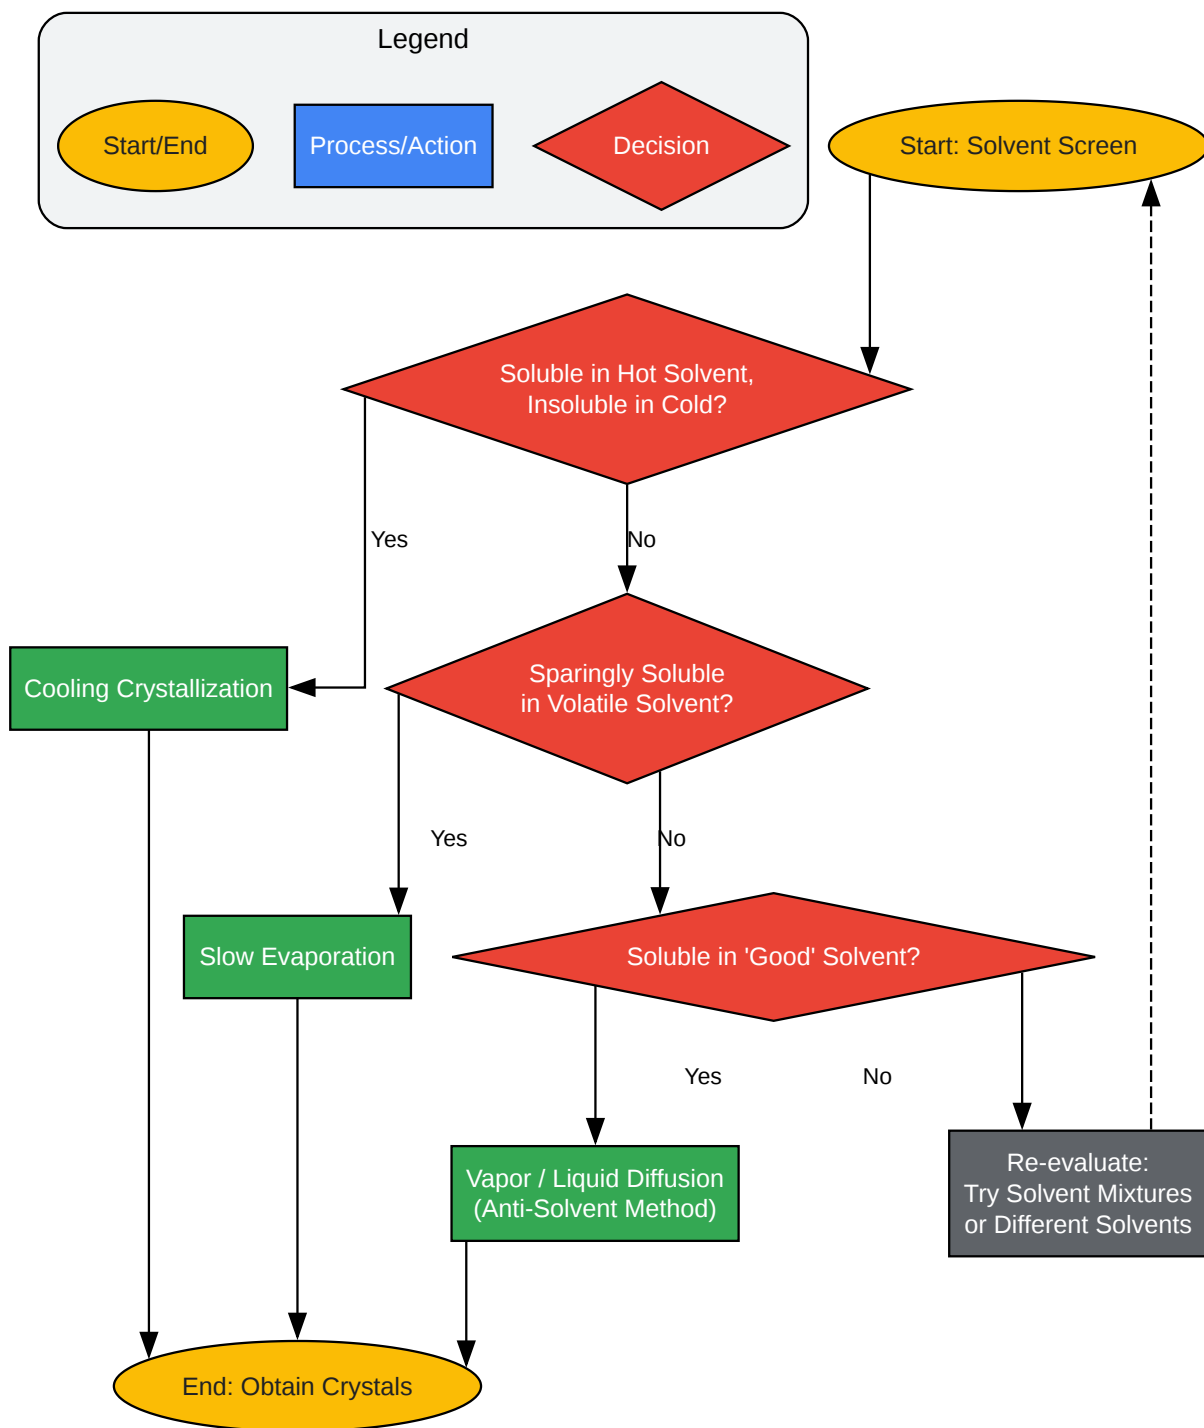 Legend
Start/End
Process/Action
Decision
Start: Solvent Screen
Soluble in Hot Solvent,
Insoluble in Cold?
Yes
No
Cooling Crystallization
Sparingly Soluble
in Volatile Solvent?
Yes
No
Slow Evaporation
Soluble in 'Good' Solvent?
Yes
No
Vapor / Liquid Diffusion
(Anti-Solvent Method)
Re-evaluate:
Try Solvent Mixtures
or Different Solvents
End: Obtain Crystals